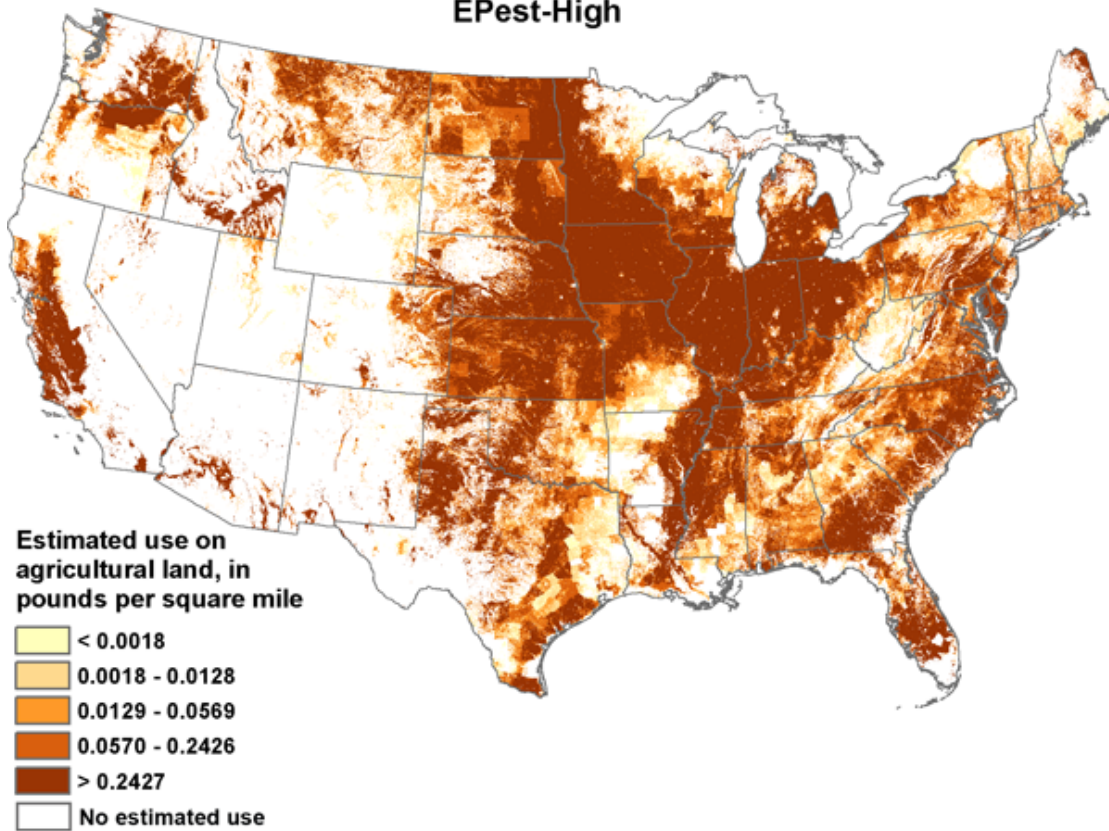 EPest-High
Estimated use on
agricultural land, in
pounds per square mile
< 0.0018
0.0018 - 0.0128
0.0129 - 0.0569
0.0570 - 0.2426
> 0.2427
No estimated use